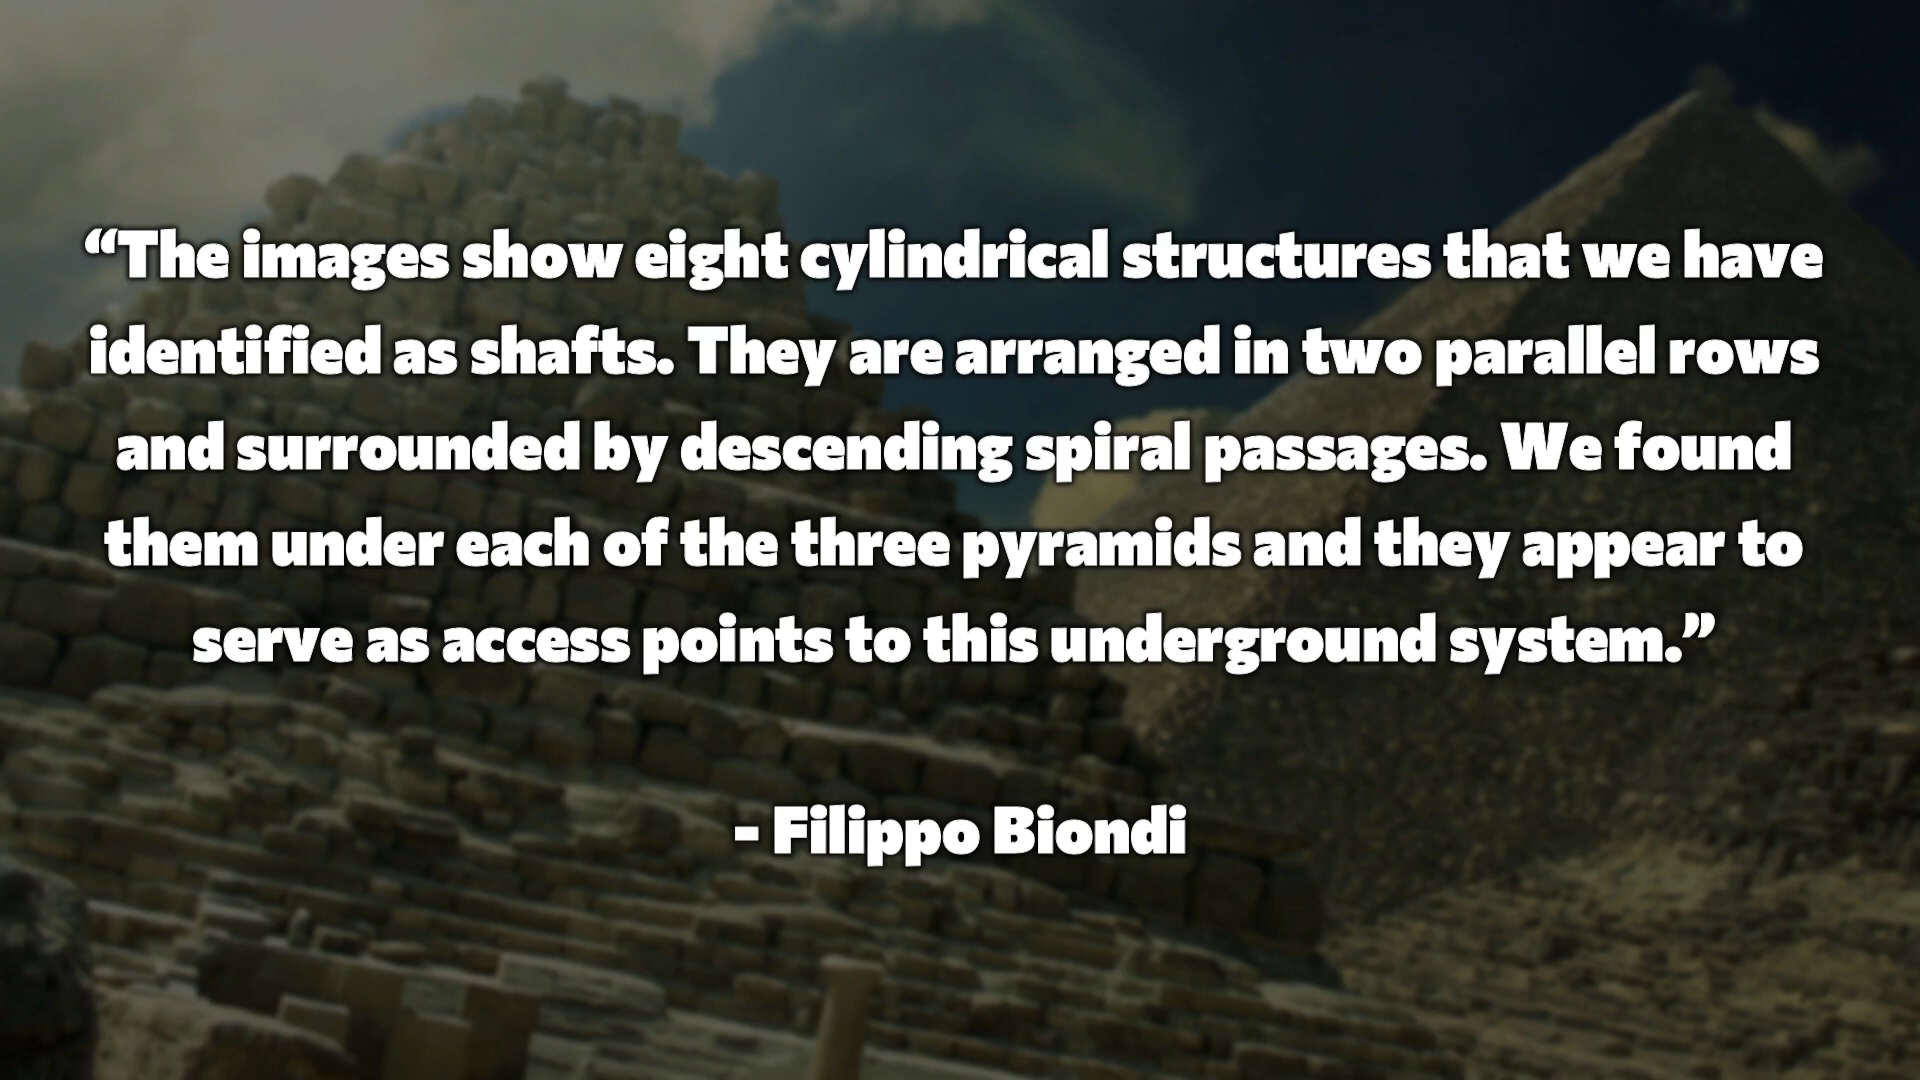 “The images show eight cylindrical structures that we have
identified as shafts. They are arranged in two parallel rows
and surrounded by descending spiral passages. We found
them under each of the three pyramids and they appear to
serve as access points to this underground system.”
- Filippo Biondi